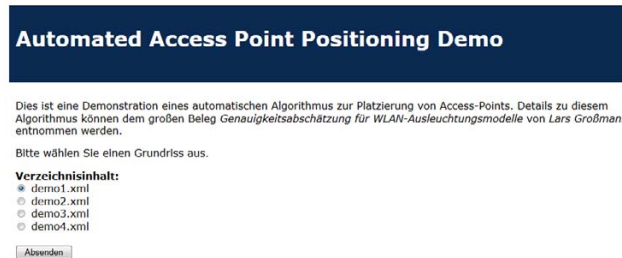 Automated Access Point Positioning Demo
Dies ist eine Demonstration eines automatischen Algorithmus zur Platzierung von Access-Points. Details zu diesem
Algorithmus können dem großen Beleg Genauigkeitsabschätzung für WLAN-Ausleuchtungsmodelle von Lars Großman
entnommen werden.
Bitte wählen Sie einen Grundriss aus.
Verzeichnisinhalt:
demo1.xml
demo2.xml
demo3.xml
demo4.xml
Absenden